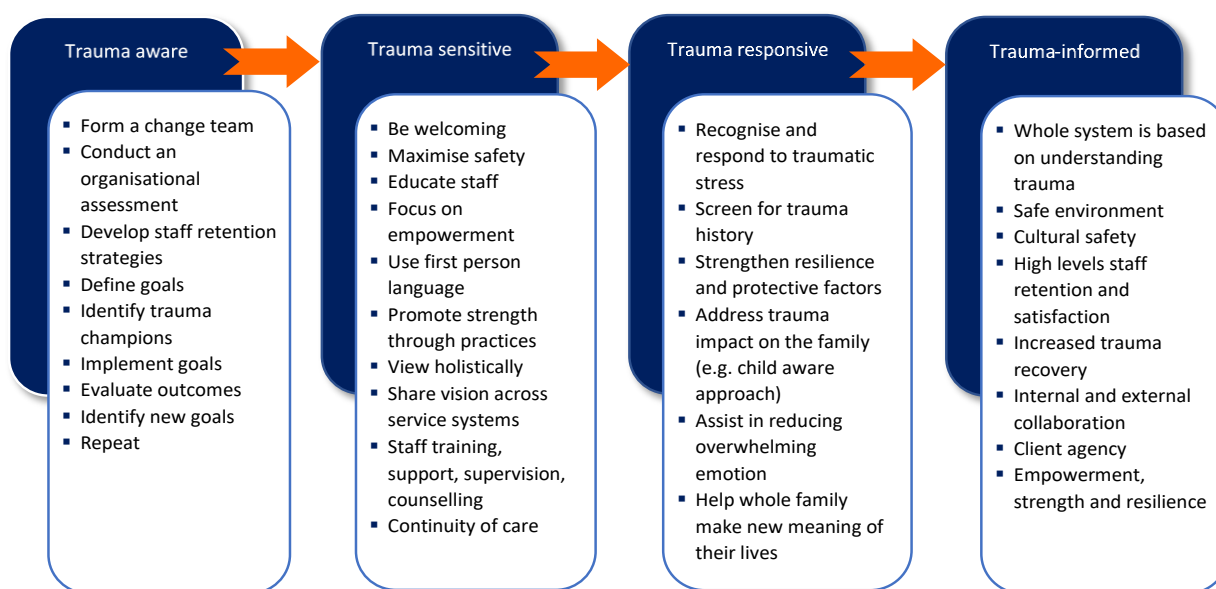 Trauma aware
▪ Form a change team
▪ Conduct an
organisational
assessment
▪ Develop staff retention
strategies
▪ Define goals
▪ Identify trauma
champions
▪ Implement goals
▪ Evaluate outcomes
▪ Identify new goals
▪ Repeat
Trauma sensitive
▪ Be welcoming
▪ Maximise safety
▪ Educate staff
▪ Focus on
empowerment
▪ Use first person
language
▪ Promote strength
through practices
▪ View holistically
▪ Share vision across
service systems
▪ Staff training,
support, supervision,
counselling
▪ Continuity of care
Trauma responsive
▪ Recognise and
respond to traumatic
stress
▪ Screen for trauma
history
▪ Strengthen resilience
and protective factors
▪ Address trauma
impact on the family
(e.g. child aware
approach)
▪ Assist in reducing
overwhelming
emotion
▪ Help whole family
make new meaning of
their lives
Trauma-informed
▪ Whole system is based
on understanding
trauma
▪ Safe environment
▪ Cultural safety
▪ High levels staff
retention and
satisfaction
▪ Increased trauma
recovery
▪ Internal and external
collaboration
▪ Client agency
▪ Empowerment,
strength and resilience